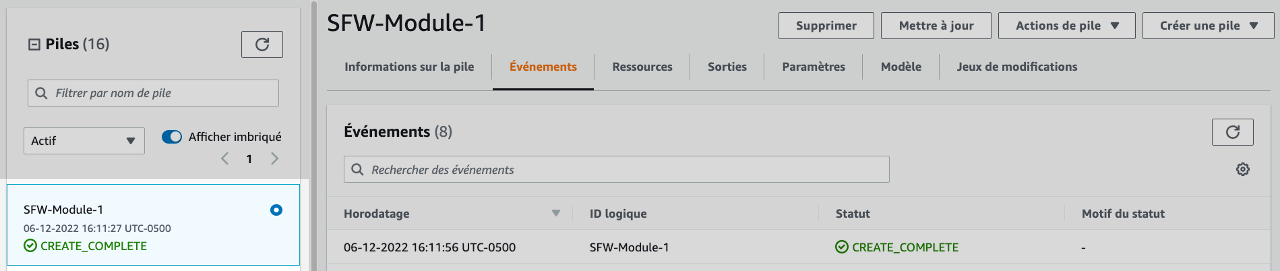 Piles (16)
Filtrer par nom de pile
Actif
Afficher imbriqué
1
SFW-Module-1
06-12-2022 16:11:27 UTC-0500
CREATE_COMPLETE
SFW-Module-1
Supprimer Mettre à jour Actions de pile Créer une pile
Informations sur la pile Événements Ressources Sorties Paramètres Modèle Jeux de modifications
Événements (8)
Rechercher des événements
Horodatage ID logique Statut Motif du statut
06-12-2022 16:11:56 UTC-0500 SFW-Module-1 CREATE_COMPLETE -